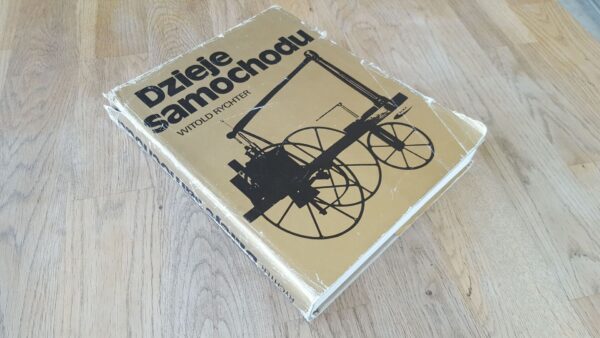 Dzieje
samochodu
WITOLD RYCHTER